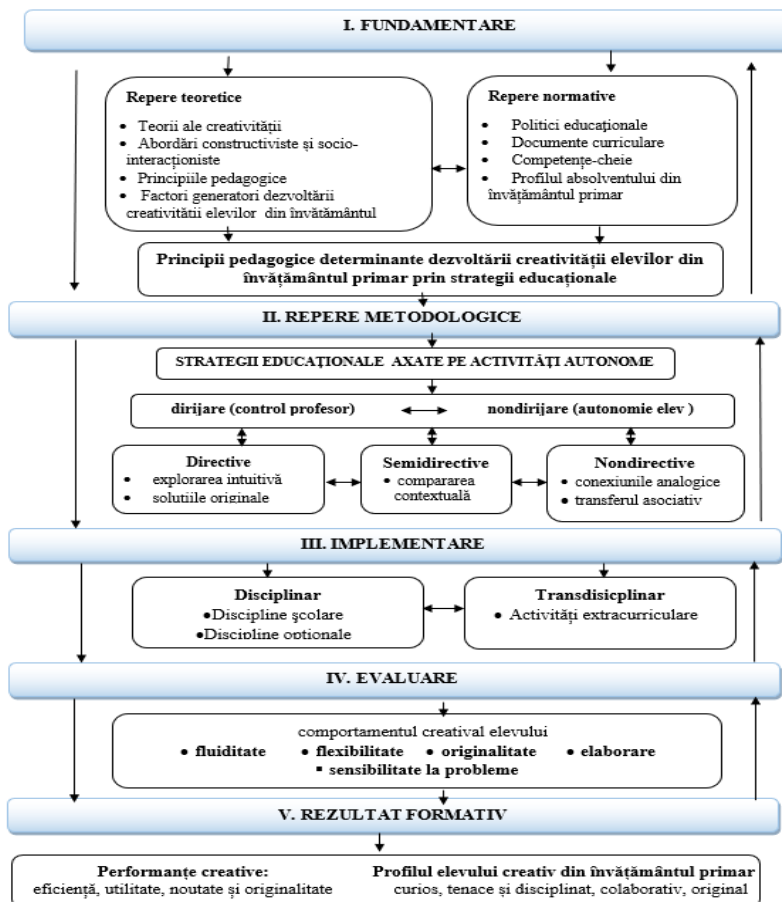 I. FUNDAMENTARE
Repere teoretice
• Teorii ale creativității
• Abordări constructiviste și socio-
interacționiste
• Principiile pedagogice
• Factori generatori dezvoltării
creativității elevilor din învățământul
Repere normative
• Politici educaționale
• Documente curriculare
• Competențe-cheie
• Profilul absolventului din
învățământul primar
Principii pedagogice determinante dezvoltării creativității elevilor din
învățământul primar prin strategii educaționale
II. REPERE METODOLOGICE
STRATEGII EDUCAȚIONALE AXATE PE ACTIVITĂȚI AUTONOME
dirijare (control profesor) nondirijare (autonomie elev )
Directive
• explorarea intuitivă
• solutiile originale
Semidirective
• compararea
contextuală
Nondirective
• conexiunile analogice
• transferul asociativ
III. IMPLEMENTARE
Disciplinar
•Discipline școlare
•Discipline optionale
Transdisicplinar
• Activități extracurriculare
IV. EVALUARE
comportamentul creatival elevului
• fluiditate • flexibilitate • originalitate • elaborare
▪ sensibilitate la probleme
V. REZULTAT FORMATIV
Performanțe creative:
eficiență, utilitate, noutate și originalitate
Profilul elevului creativ din învățământul primar
curios, tenace și disciplinat, colaborativ, original